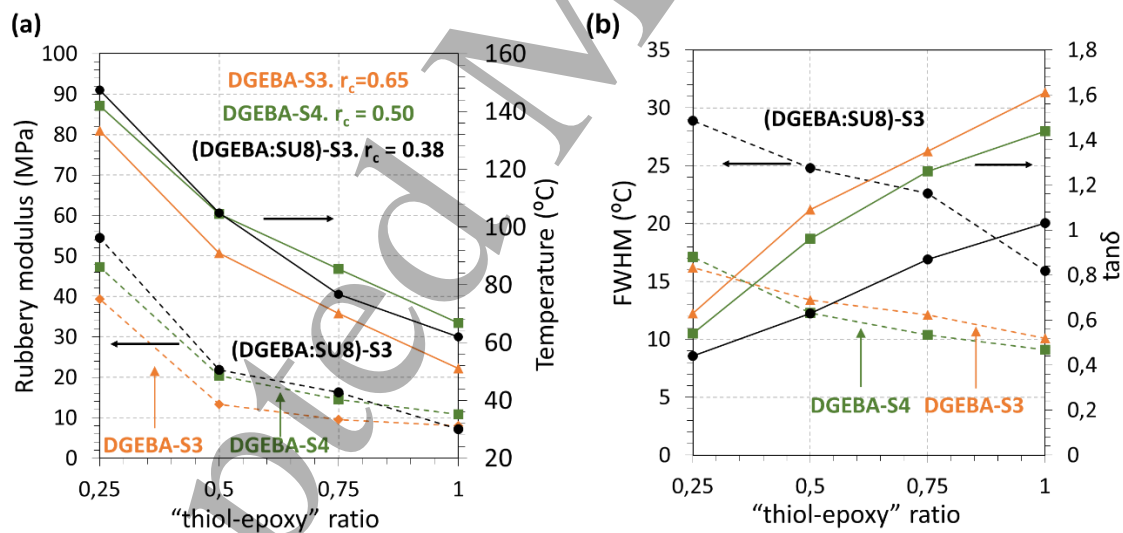 (a)
Rubbery modulus (MPa)
100
90
80
70
60
50
40
30
20
10
0
DGEBA-S3. rc=0.65
DGEBA-S4. rc = 0.50
(DGEBA:SU8)-S3. rc = 0.38
(DGEBA:SU8)-S3
DGEBA-S3
DGEBA-S4
160
140
120
100
80
60
40
20
Temperature (ºC)
0,25
0,5
0,75
1
“thiol-epoxy” ratio
(b)
FWHM (ºC)
35
30
25
20
15
10
5
0
(DGEBA:SU8)-S3
DGEBA-S4
DGEBA-S3
1,8
1,6
1,4
1,2
1
0,8
0,6
0,4
0,2
0
tanδ
0,25
0,5
0,75
1
“thiol-epoxy” ratio